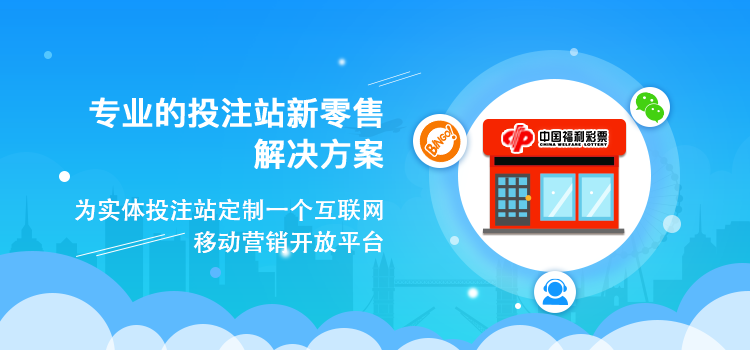 专业的投注站新零售
解决方案
为实体投注站定制一个互联网
移动营销开放平台
BINGO!
中国福利彩票
CHINA WELFARE LOTTERY